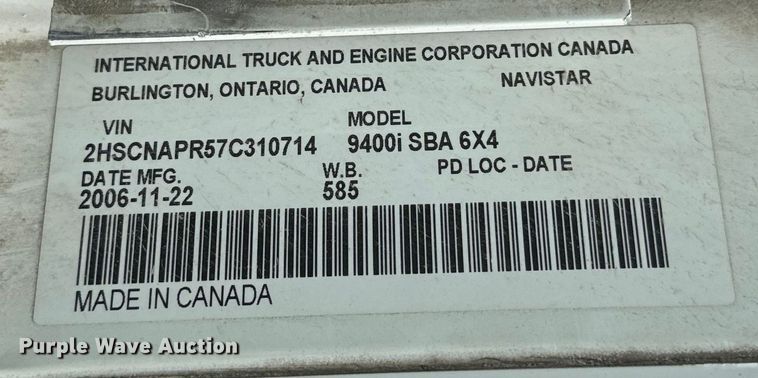 INTERNATIONAL TRUCK AND ENGINE CORPORATION CANADA
BURLINGTON, ONTARIO, CANADA NAVISTAR
VIN MODEL
2HSCNAPR57C310714 9400i SBA 6X4
DATE MFG. W.B. PD LOC - DATE
2006-11-22 585
MADE IN CANADA
Purple Wave Auction